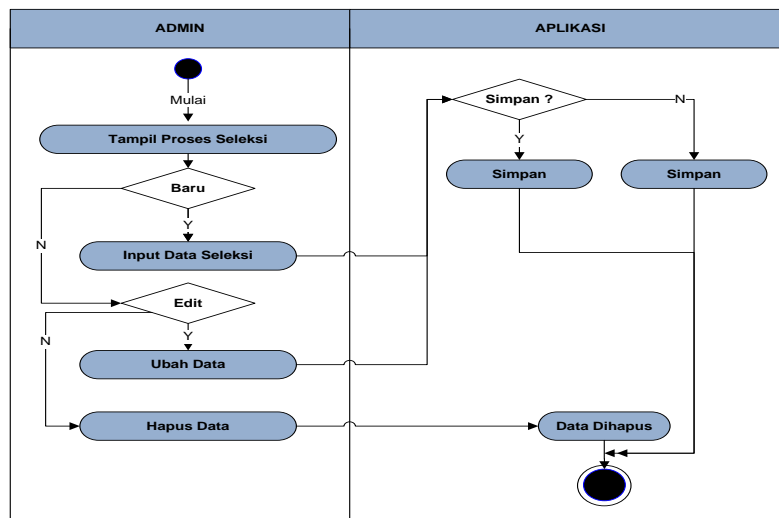 ADMIN
APLIKASI
Mulai
Simpan ?
N
Tampil Proses Seleksi
Y
Baru
Simpan
Simpan
Y
N
Input Data Seleksi
Edit
Y
N
Ubah Data
Hapus Data
Data Dihapus